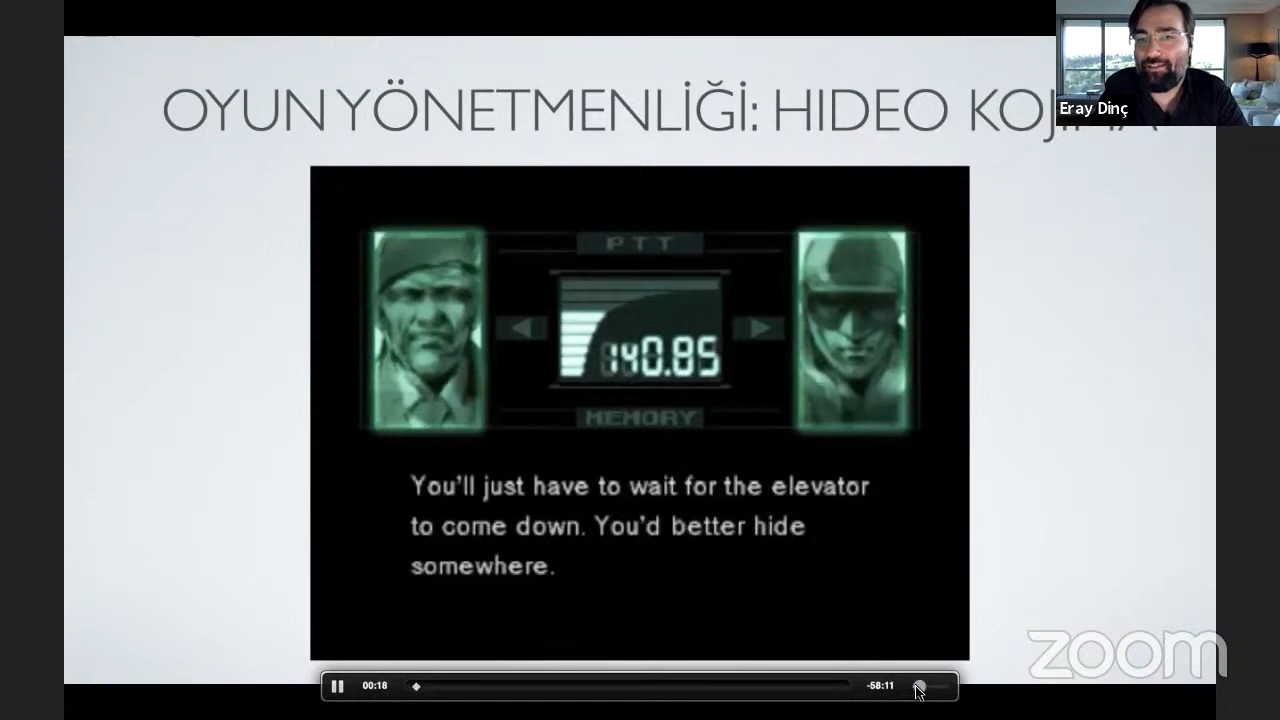 OYUN YÖNETMENLİĞİ: HIDEO
Eray Dinç
PTT
140.85
MEMORY
You'll just have to wait for the elevator
to come down. You'd better hide
somewhere.
zoom
00:18
-58:11